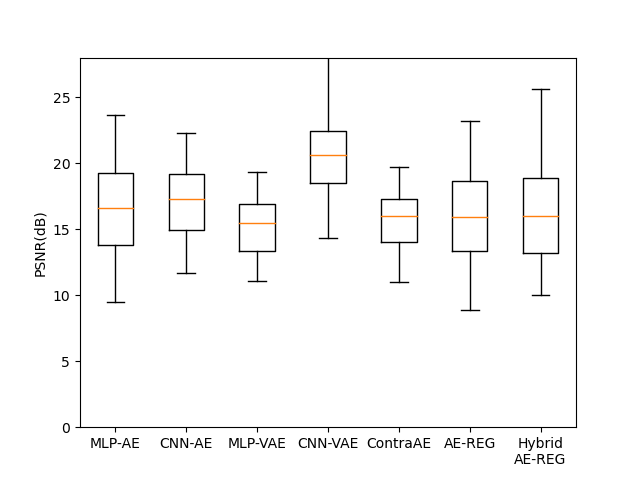 PSNR(dB)
25
20
15
10
5
0
MLP-AE
CNN-AE
MLP-VAE
CNN-VAE
ContraAE
AE-REG
Hybrid
AE-REG